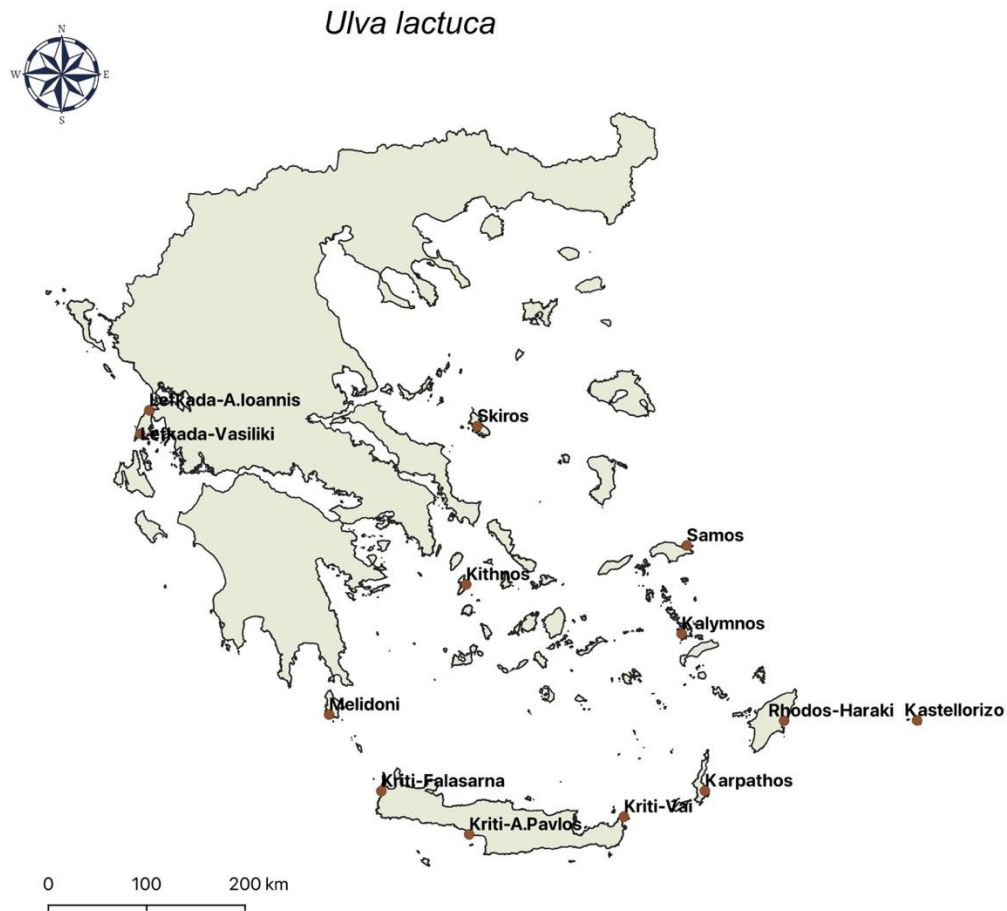 Ulva lactuca
N
W E
S
Lefkada-A.Ioannis
Skiros
Lefkada-Vasiliki
Samos
Kithnos
Kalymnos
Melidoni
Rhodos-Haraki Kastellorizo
Kriti-Falasarna
Karpathos
Kriti-Vai
Kriti-A.Pavlos
0 100 200 km